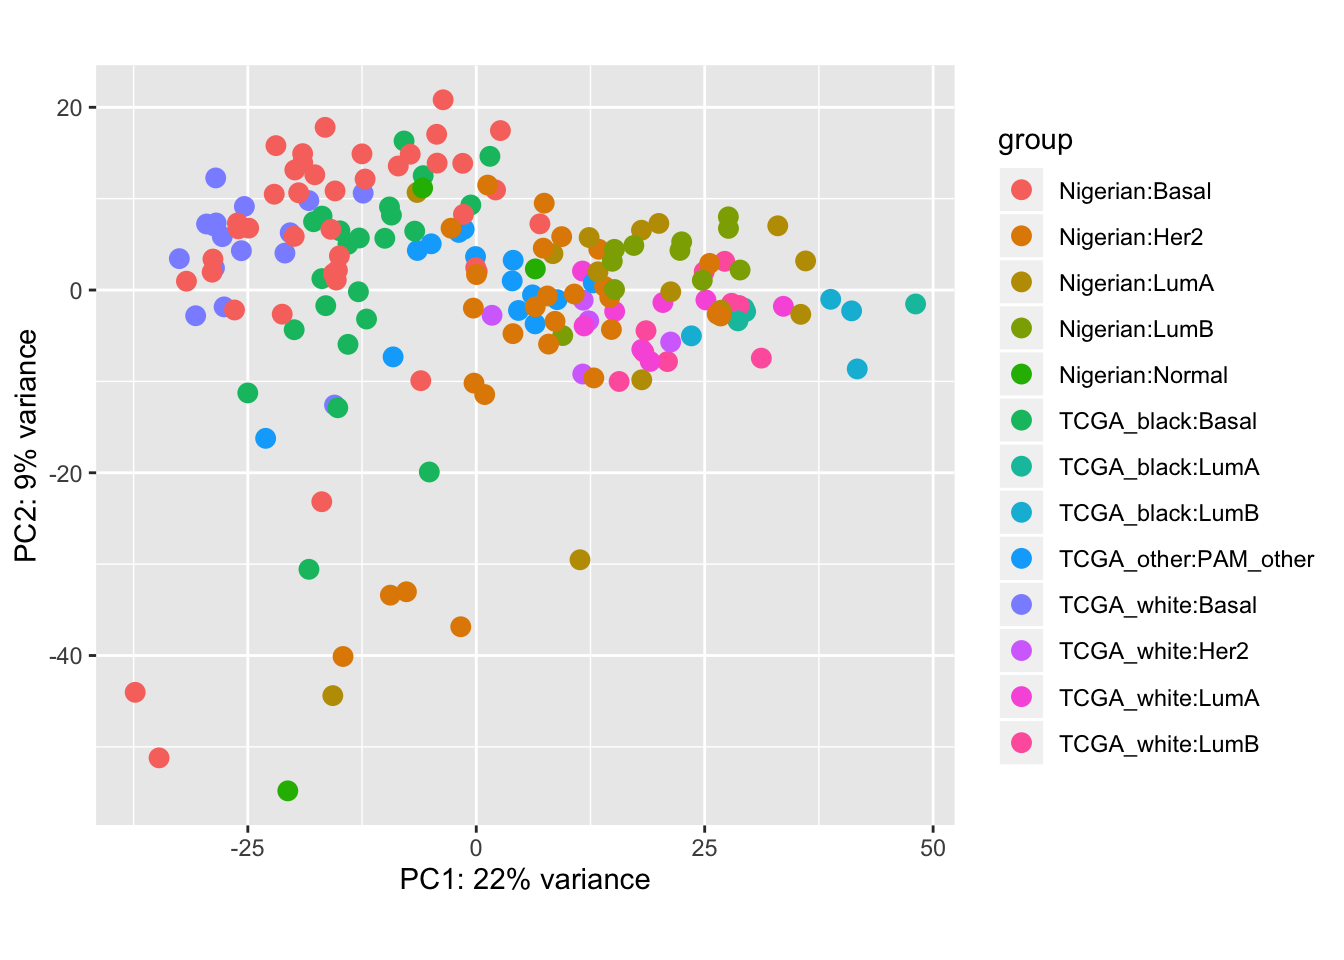 20
0
-20
-40
PC2: 9% variance
-25
0
25
50
PC1: 22% variance
group
Nigerian:Basal
Nigerian:Her2
Nigerian:LumA
Nigerian:LumB
Nigerian:Normal
TCGA_black:Basal
TCGA_black:LumA
TCGA_black:LumB
TCGA_other:PAM_other
TCGA_white:Basal
TCGA_white:Her2
TCGA_white:LumA
TCGA_white:LumB